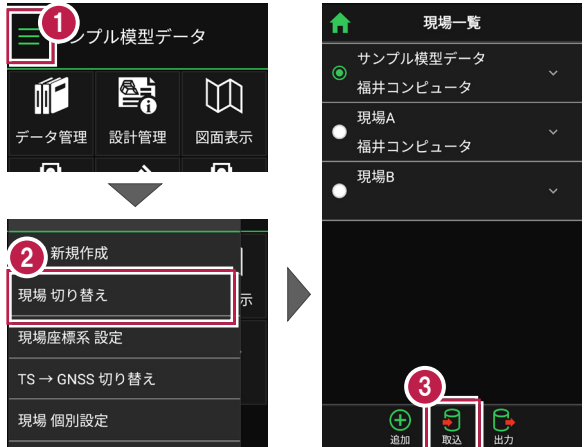 1
サンプル模型データ
データ管理
設計管理
図面表示
2
新規作成
現場 切り替え
示
現場座標系 設定
TS → GNSS 切り替え
現場 個別設定
現場一覧
サンプル模型データ
福井コンピュータ
現場A
福井コンピュータ
現場B
3
追加
取込
出力